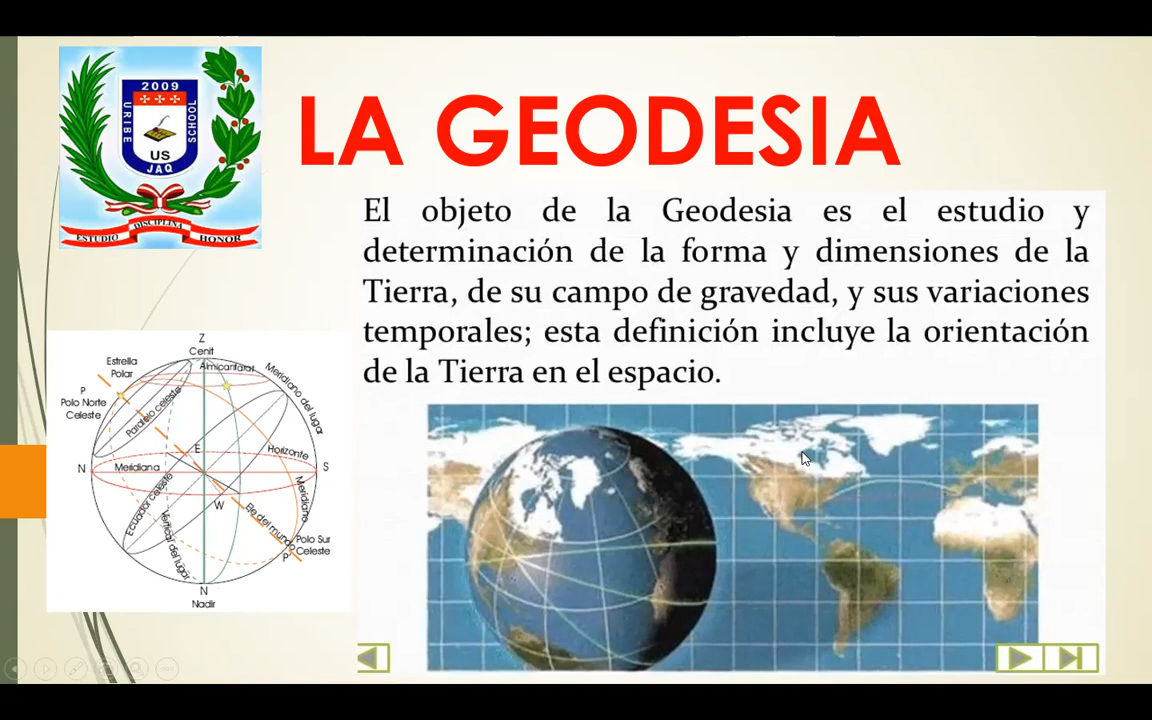 2009
URIBE
SCHOOL
US
JAQ
ESTUDIO
DISCIPLINA
HONOR
LA GEODESIA
El objeto de la Geodesia es el estudio y
determinación de la forma y dimensiones de la
Tierra, de su campo de gravedad, y sus variaciones
temporales; esta definición incluye la orientación
de la Tierra en el espacio.
Z
Cenit
Estrella
Polar
Almicantarat
Meridiano del lugar
P
Polo Norte
Celeste
Paralelo celeste
E
Horizonte
N
Meridiana
S
Ecuador celeste
W
Meridiano
Vertical del lugar
Eje del mundo
Polo Sur
Celeste
P
N
Nadir